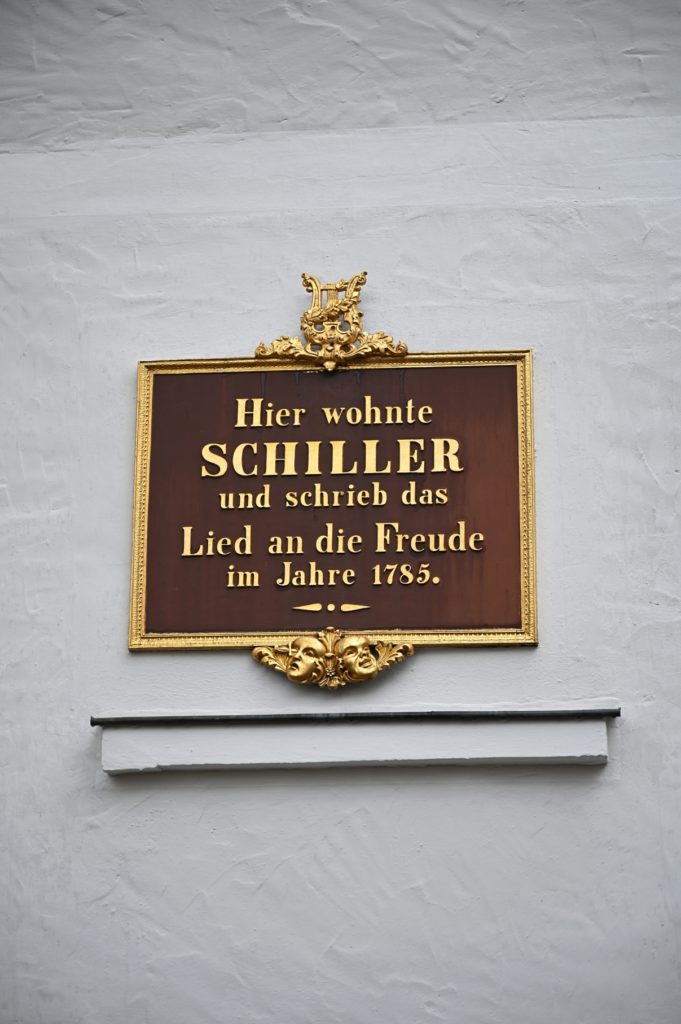 Hier wohnte
SCHILLER
und schrieb das
Lied an die Freude
im Jahre 1785.